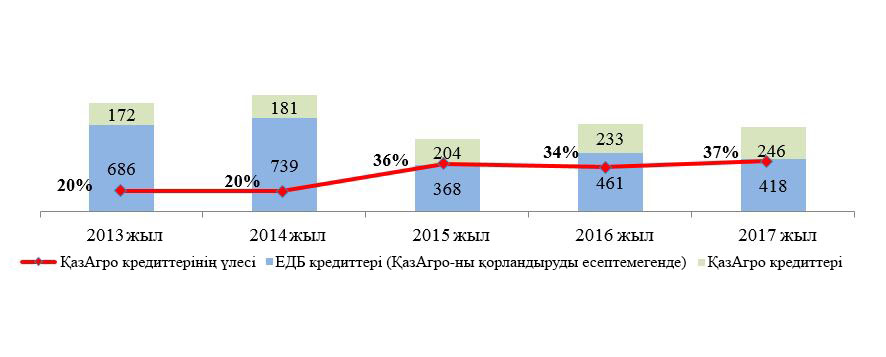 172
181
686
739
204
233
246
20%
20%
36%
34%
37%
368
461
418
2013 жыл
2014 жыл
2015 жыл
2016 жыл
2017 жыл
ҚазАгро кредиттерінің үлесі
ЕДБ кредиттері (ҚазАгро-ны қорландыруды есептемегенде)
ҚазАгро кредиттері